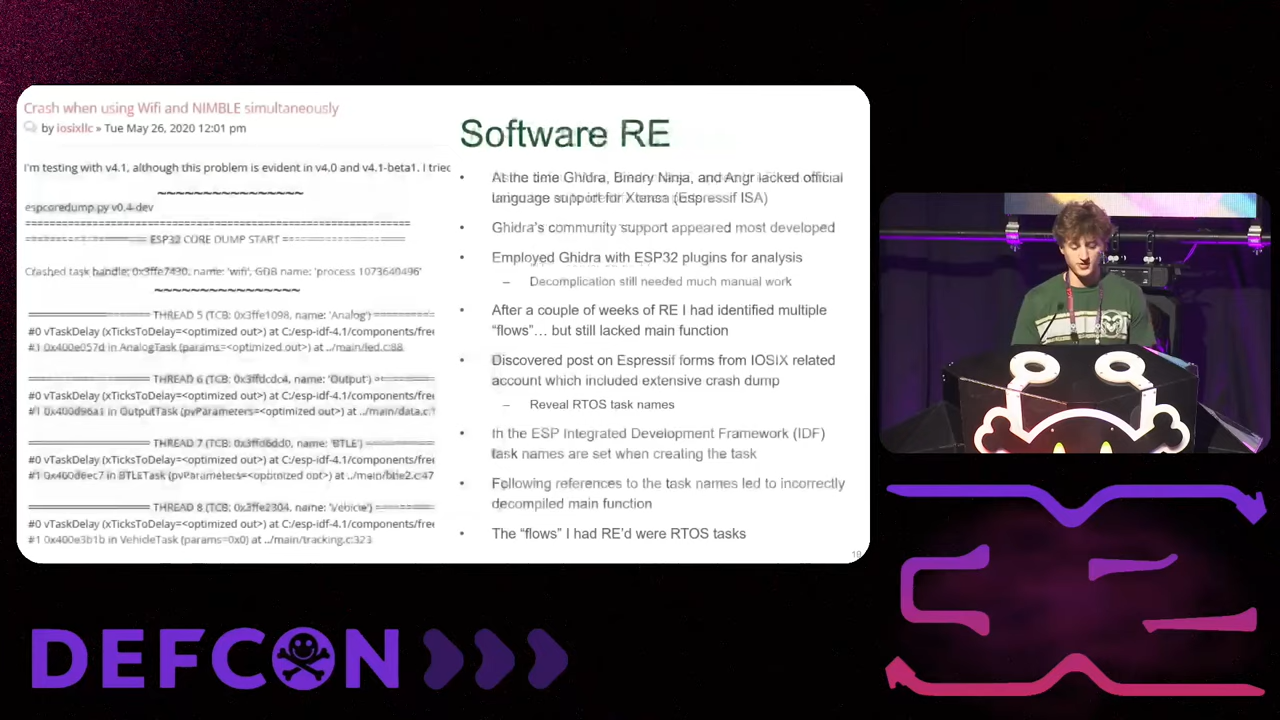 Crash when using Wifi and NIMBLE simultaneously
by iosixllc » Tue May 26, 2020 12:01 pm
I'm testing with v4.1, although this problem is evident in v4.0 and v4.1-beta1. I tried
~~~~~~~~~~~~~~~
espcoredump.py v0.4-dev
===============================================
==================== ESP32 CORE DUMP START ====================
Crashed task handle: 0x3ffe7430, name: 'wifi', GDB name: 'process 1073640496'
~~~~~~~~~~~~~~~
==================== THREAD 5 (TCB: 0x3ffe1098, name: 'Analog') ==========
#0 vTaskDelay (xTicksToDelay=<optimized out>) at C:/esp-idf-4.1/components/free
#1 0x400e057d in AnalogTask (params=<optimized out>) at ../main/led.c:88
==================== THREAD 6 (TCB: 0x3ffdcdc4, name: 'Output') ==========
#0 vTaskDelay (xTicksToDelay=<optimized out>) at C:/esp-idf-4.1/components/free
#1 0x400d96a1 in OutputTask (pvParameters=<optimized out>) at ../main/data.c:1
==================== THREAD 7 (TCB: 0x3ffd6dd0, name: 'BTLE') ==========
#0 vTaskDelay (xTicksToDelay=<optimized out>) at C:/esp-idf-4.1/components/free
in BTLETask (pvParameters=<optimized out>) at ../main/btle2.c:47
==================== THREAD 8 (TCB: 0x3ffe2304, name: 'Vehicle') ==========
#0 vTaskDelay (xTicksToDelay=<optimized out>) at C:/esp-idf-4.1/components/free
#1 0x400e3b1b in VehicleTask (params=0x0) at ../main/tracking.c:323
Software RE
• At the time Ghidra, Binary Ninja, and Angr lacked official
language support for Xtensa (Espressif ISA)
• Ghidra's community support appeared most developed
• Employed Ghidra with ESP32 plugins for analysis
– Decompilation still needed much manual work
• After a couple of weeks of RE I had identified multiple
"flows"… but still lacked main function
• Discovered post on Espressif forms from IOSIX related
account which included extensive crash dump
– Reveal RTOS task names
• In the ESP Integrated Development Framework (IDF)
task names are set when creating the task
• Following references to the task names led to incorrectly
decompiled main function
• The "flows" I had RE'd were RTOS tasks
DEFCON